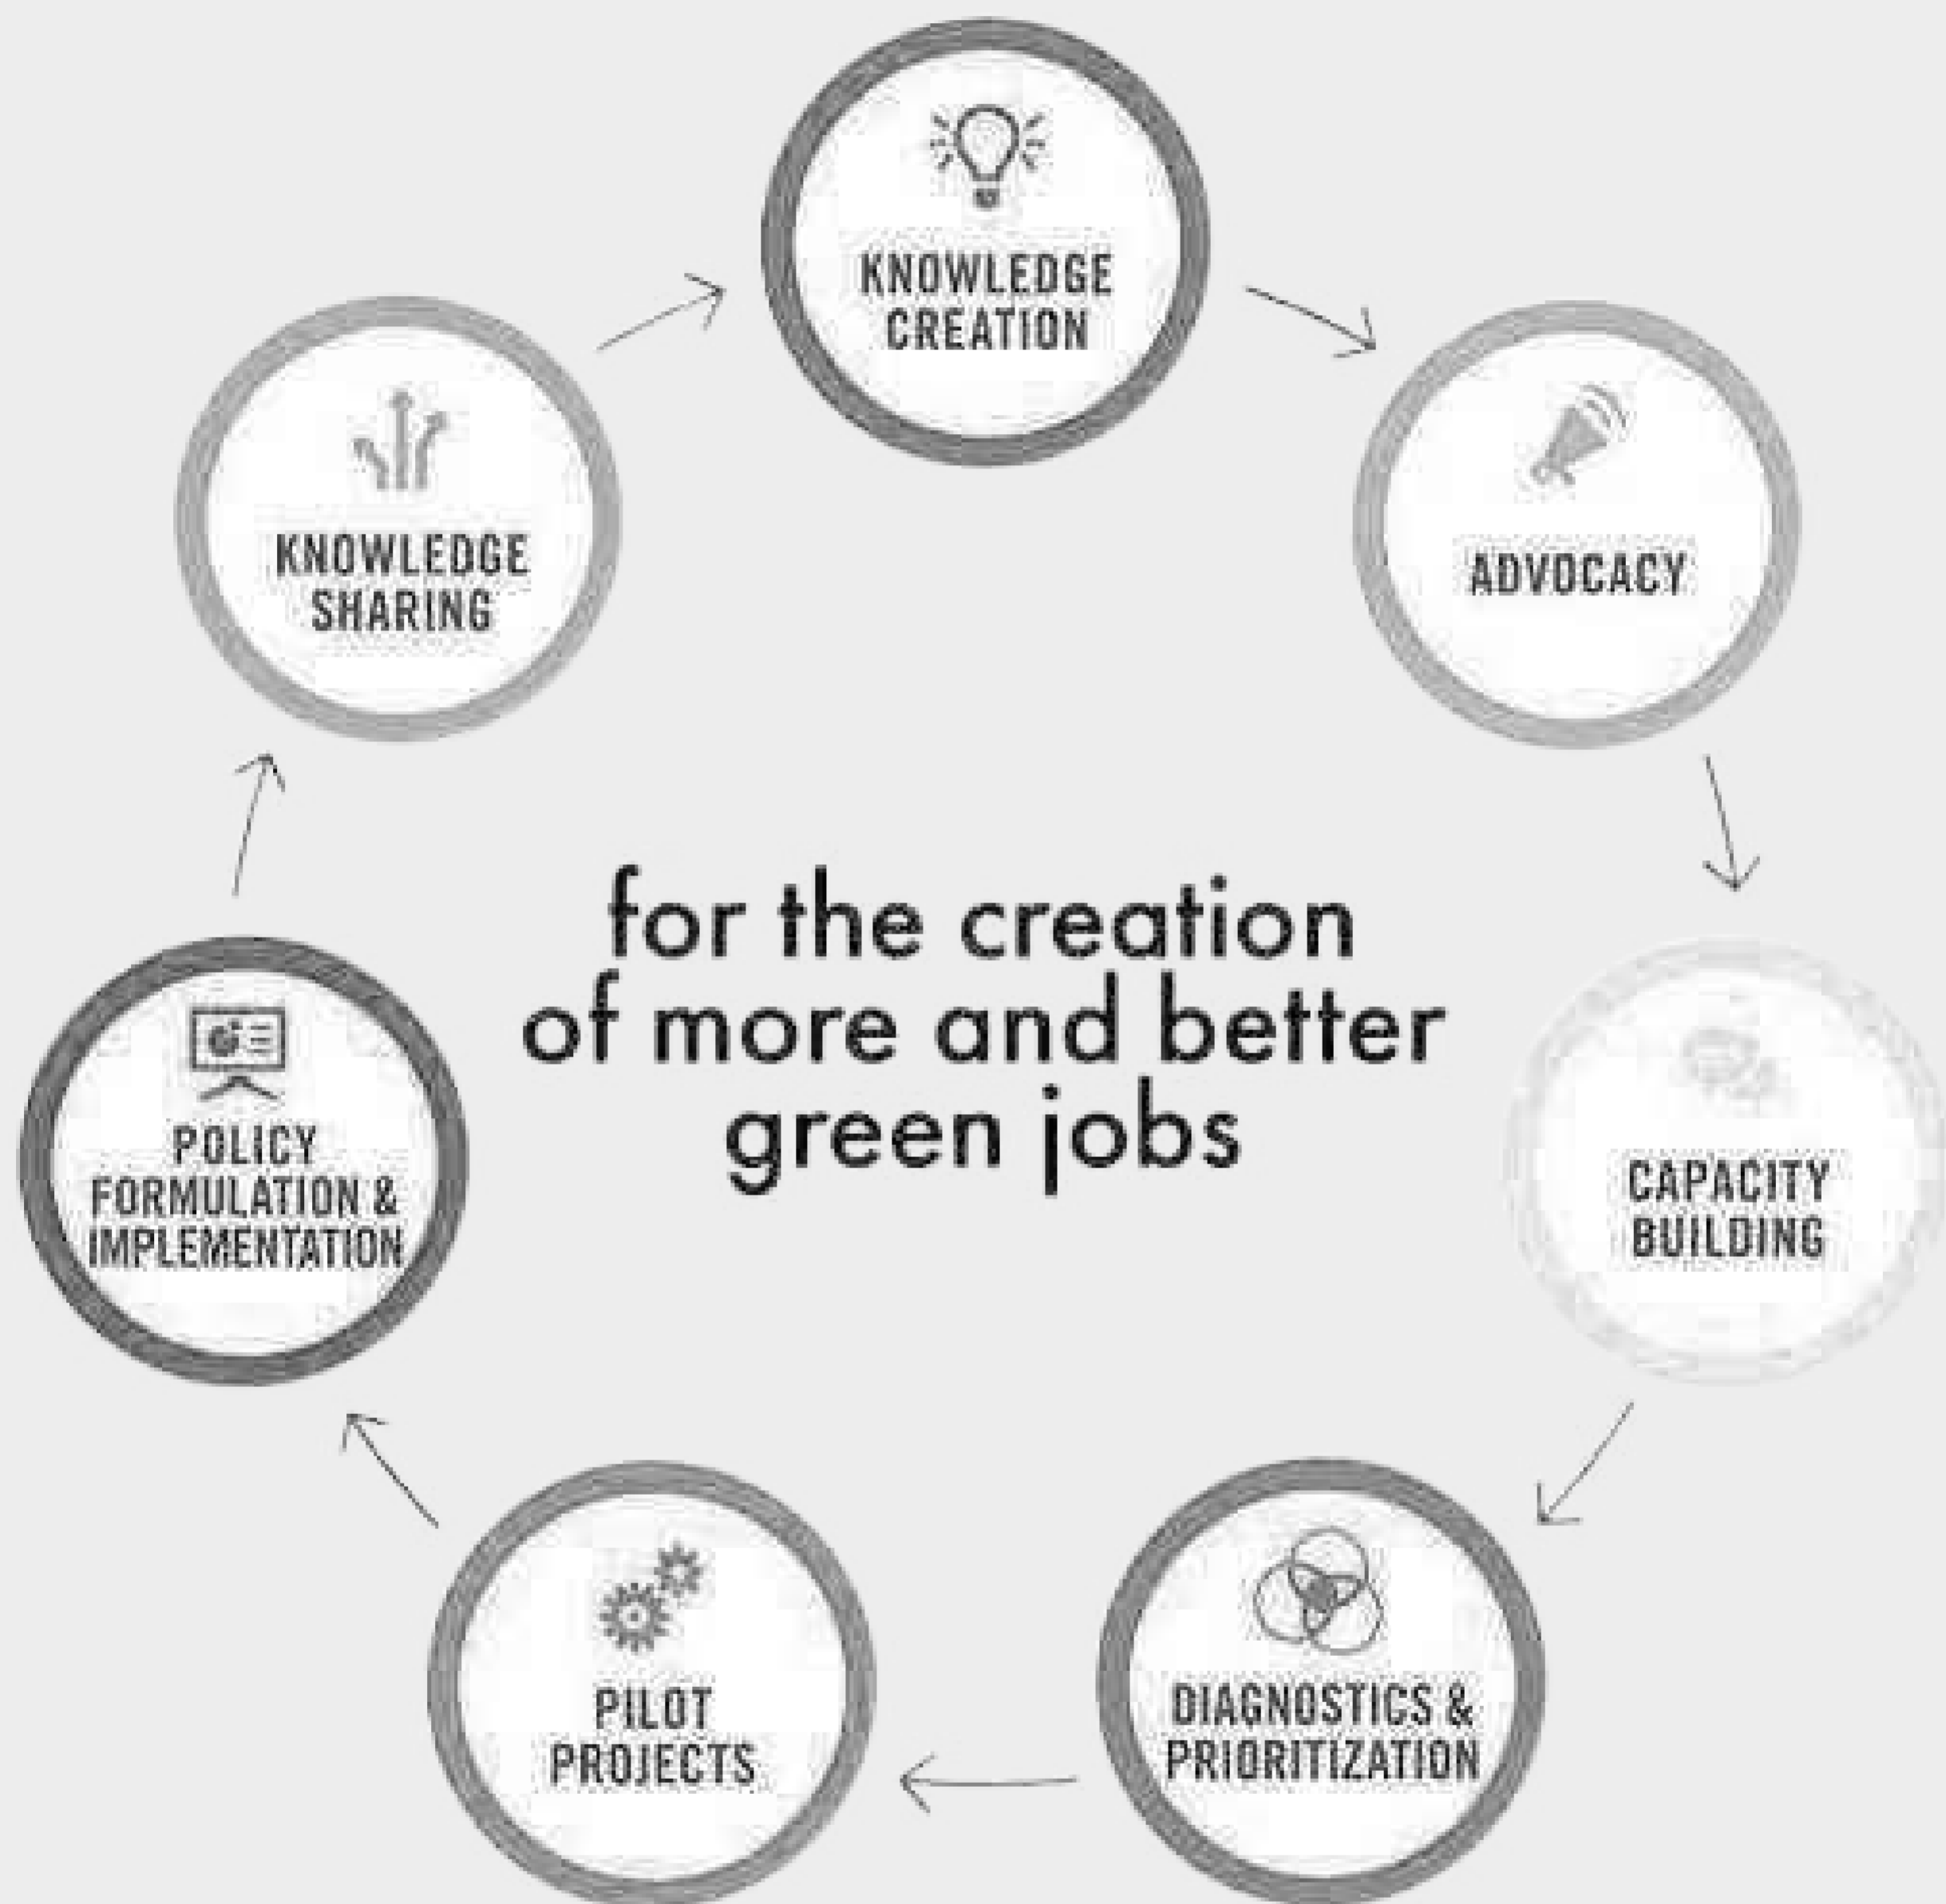 KNOWLEDGE
CREATION
ADVOCACY
CAPACITY
BUILDING
DIAGNOSTICS &
PRIORITIZATION
PILOT
PROJECTS
POLICY
FORMULATION &
IMPLEMENTATION
KNOWLEDGE
SHARING
for the creation
of more and better
green jobs